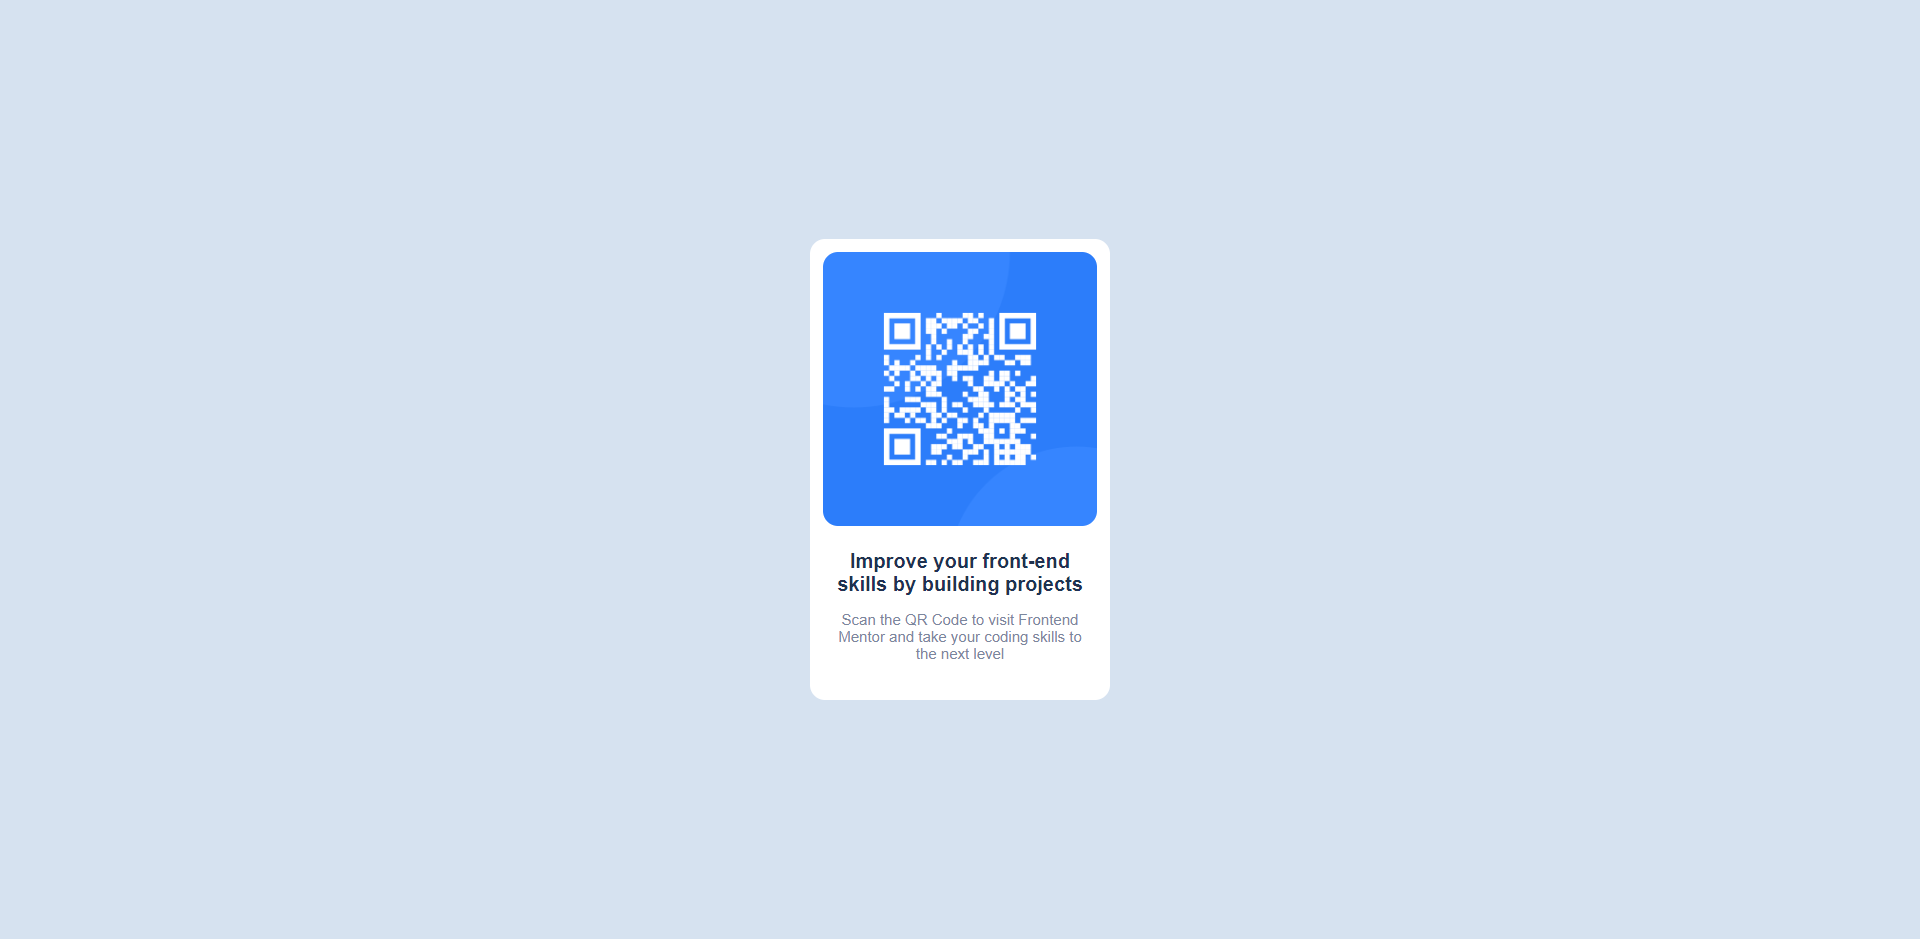 Improve your front-end
skills by building projects
Scan the QR Code to visit Frontend
Mentor and take your coding skills to
the next level